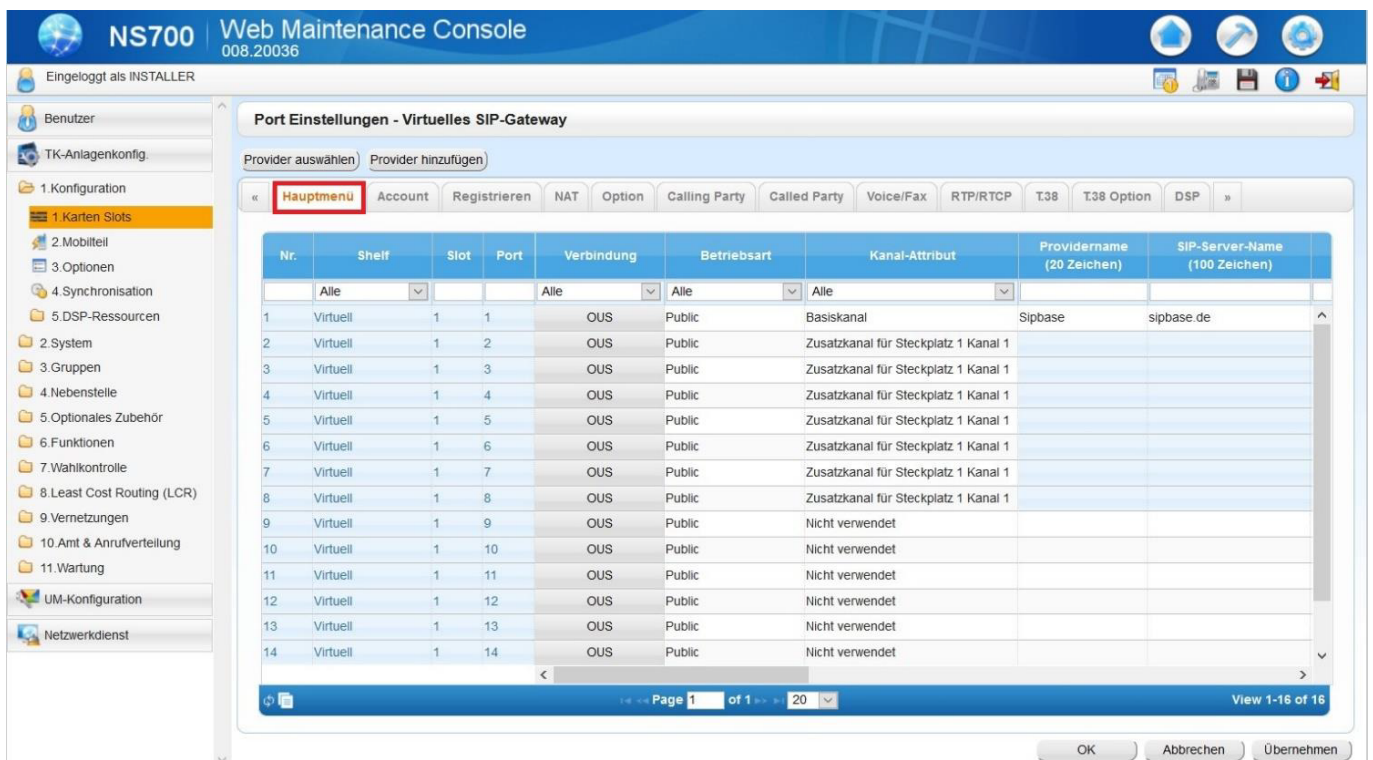 NS700
Web Maintenance Console
008.20036
Eingeloggt als INSTALLER
Benutzer
TK-Anlagenkonfig.
1.Konfiguration
1.Karten Slots
2.Mobilteil
3.Optionen
4.Synchronisation
5.DSP-Ressourcen
2.System
3.Gruppen
4.Nebenstelle
5.Optionales Zubehör
6.Funktionen
7.Wahlkontrolle
8.Least Cost Routing (LCR)
9.Vernetzungen
10.Amt & Anrufverteilung
11.Wartung
UM-Konfiguration
Netzwerkdienst
Port Einstellungen - Virtuelles SIP-Gateway
Provider auswählen Provider hinzufügen
« Hauptmenü Account Registrieren NAT Option Calling Party Called Party Voice/Fax RTP/RTCP T.38 T.38 Option DSP »
Nr. Shelf Slot Port Verbindung Betriebsart Kanal-Attribut Providername (20 Zeichen) SIP-Server-Name (100 Zeichen)
Alle Alle Alle Alle
1 Virtuell 1 1 OUS Public Basiskanal Sipbase sipbase.de
2 Virtuell 1 2 OUS Public Zusatzkanal für Steckplatz 1 Kanal 1
3 Virtuell 1 3 OUS Public Zusatzkanal für Steckplatz 1 Kanal 1
4 Virtuell 1 4 OUS Public Zusatzkanal für Steckplatz 1 Kanal 1
5 Virtuell 1 5 OUS Public Zusatzkanal für Steckplatz 1 Kanal 1
6 Virtuell 1 6 OUS Public Zusatzkanal für Steckplatz 1 Kanal 1
7 Virtuell 1 7 OUS Public Zusatzkanal für Steckplatz 1 Kanal 1
8 Virtuell 1 8 OUS Public Zusatzkanal für Steckplatz 1 Kanal 1
9 Virtuell 1 9 OUS Public Nicht verwendet
10 Virtuell 1 10 OUS Public Nicht verwendet
11 Virtuell 1 11 OUS Public Nicht verwendet
12 Virtuell 1 12 OUS Public Nicht verwendet
13 Virtuell 1 13 OUS Public Nicht verwendet
14 Virtuell 1 14 OUS Public Nicht verwendet
Page 1 of 1 20 View 1-16 of 16
OK Abbrechen Übernehmen